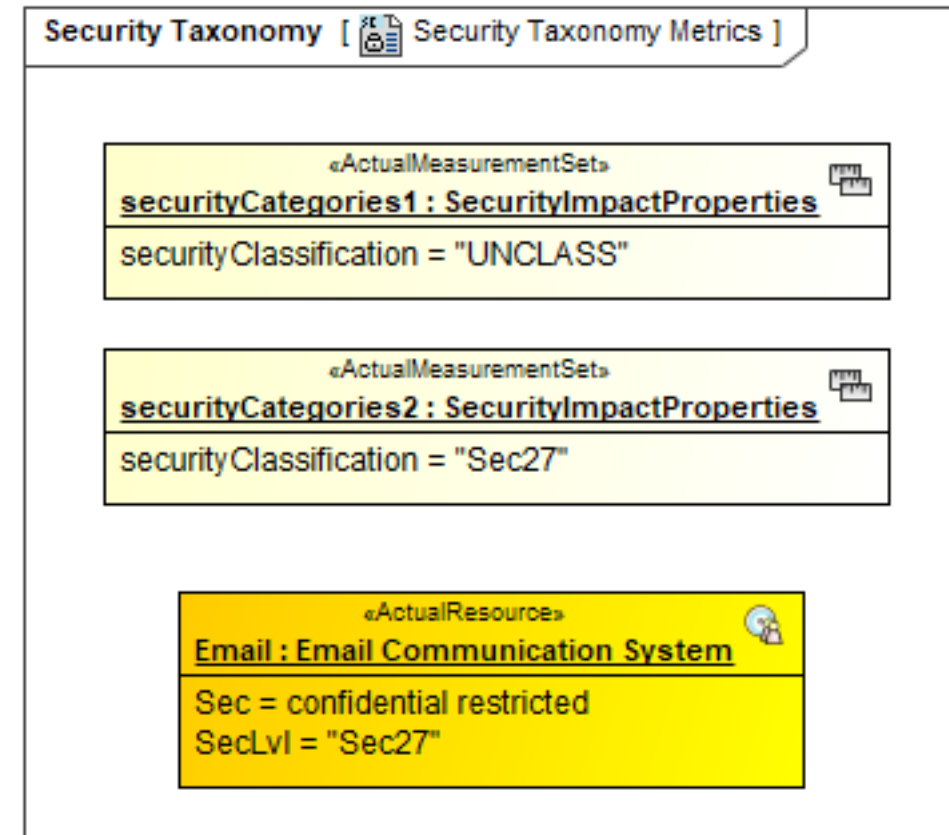 Security Taxonomy [ Security Taxonomy Metrics ]
«ActualMeasurementSet»
securityCategories1 : SecurityImpactProperties
securityClassification = "UNCLASS"
«ActualMeasurementSet»
securityCategories2 : SecurityImpactProperties
securityClassification = "Sec27"
«ActualResource»
Email : Email Communication System
Sec = confidential restricted
SecLvl = "Sec27"